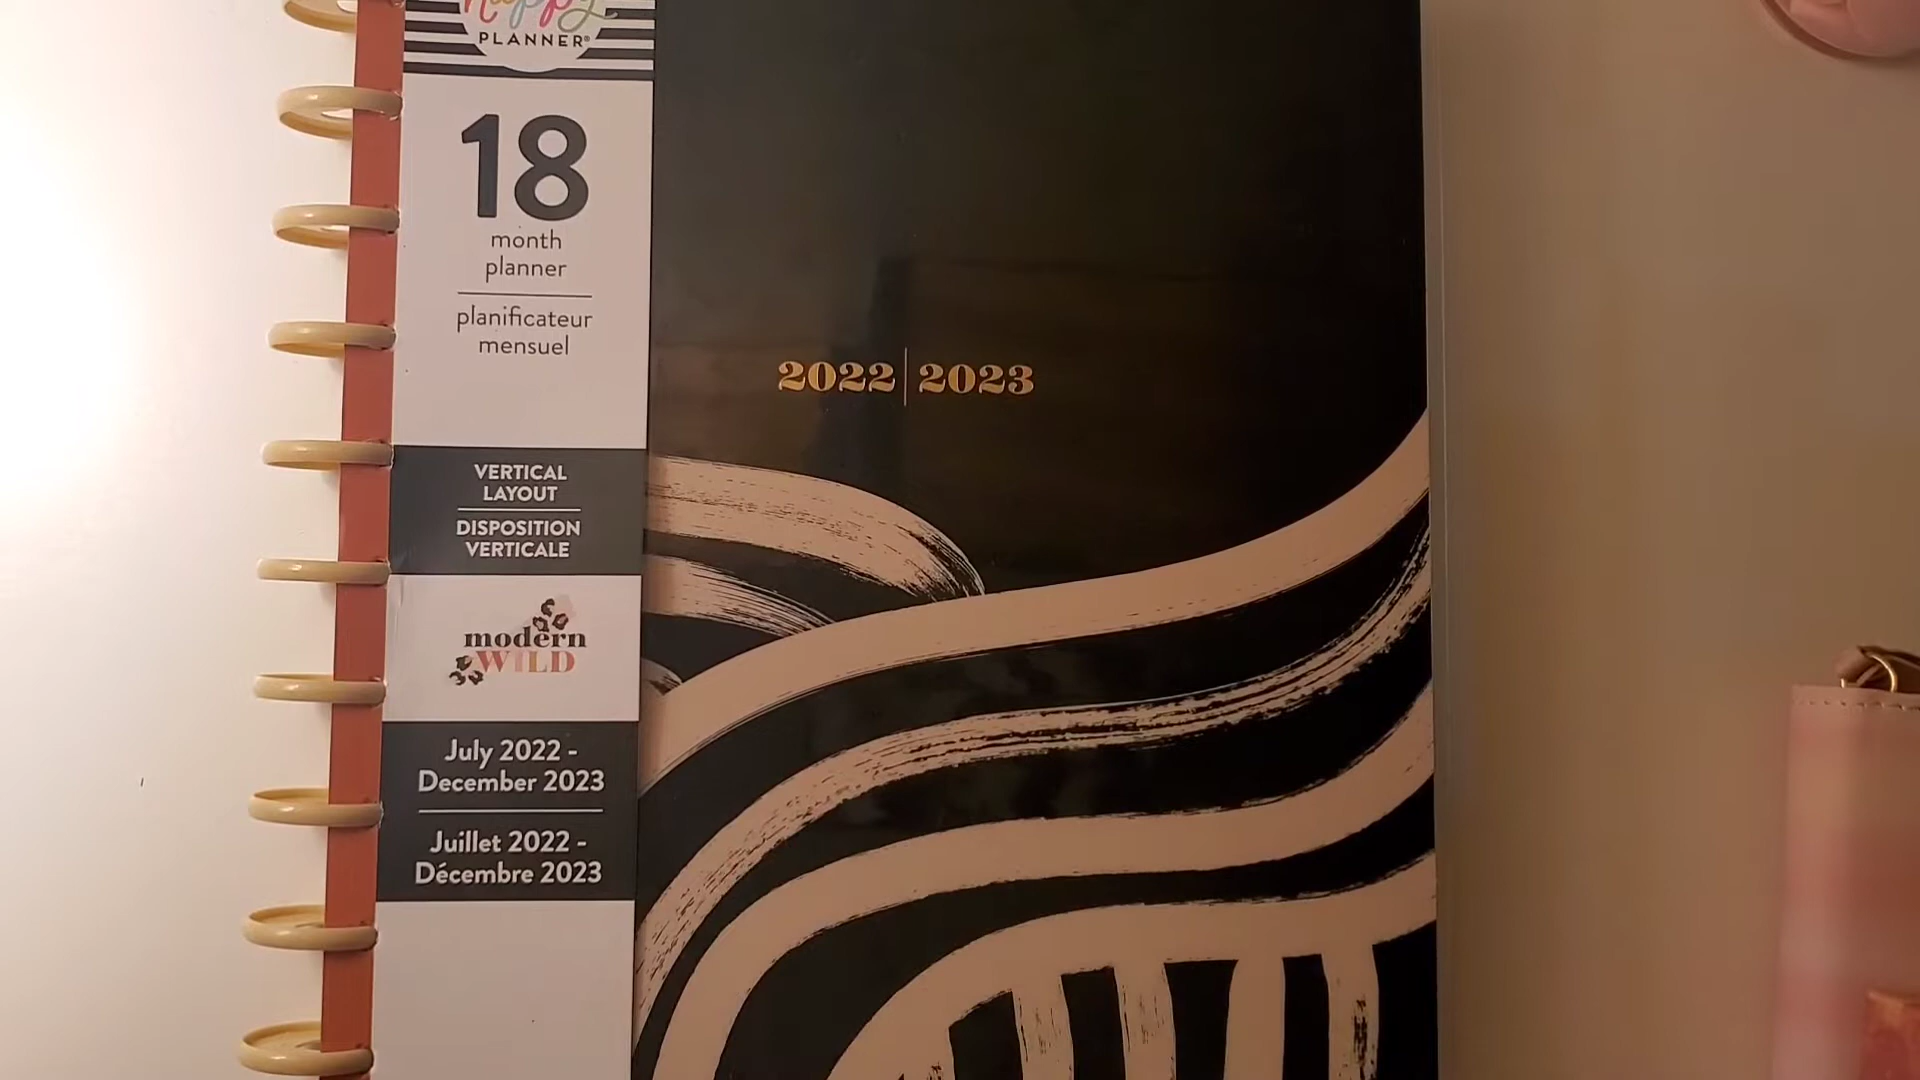 happy
PLANNER®
18
month
planner
planificateur
mensuel
2022 | 2023
VERTICAL
LAYOUT
DISPOSITION
VERTICALE
modern
WILD
July 2022 -
December 2023
Juillet 2022 -
Décembre 2023